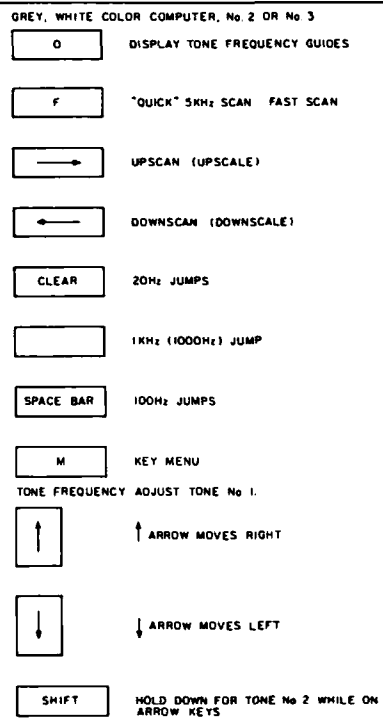 GREY, WHITE COLOR COMPUTER, No. 2 OR No. 3
O DISPLAY TONE FREQUENCY GUIDES
F "QUICK" 5KHz SCAN FAST SCAN
→ UPSCAN (UPSCALE)
← DOWNSCAN (DOWNSCALE)
CLEAR 20Hz JUMPS
1KHz (1000Hz) JUMP
SPACE BAR 100Hz JUMPS
M KEY MENU
TONE FREQUENCY ADJUST TONE No 1.
↑ ↑ ARROW MOVES RIGHT
↓ ↓ ARROW MOVES LEFT
SHIFT HOLD DOWN FOR TONE No 2 WHILE ON
ARROW KEYS